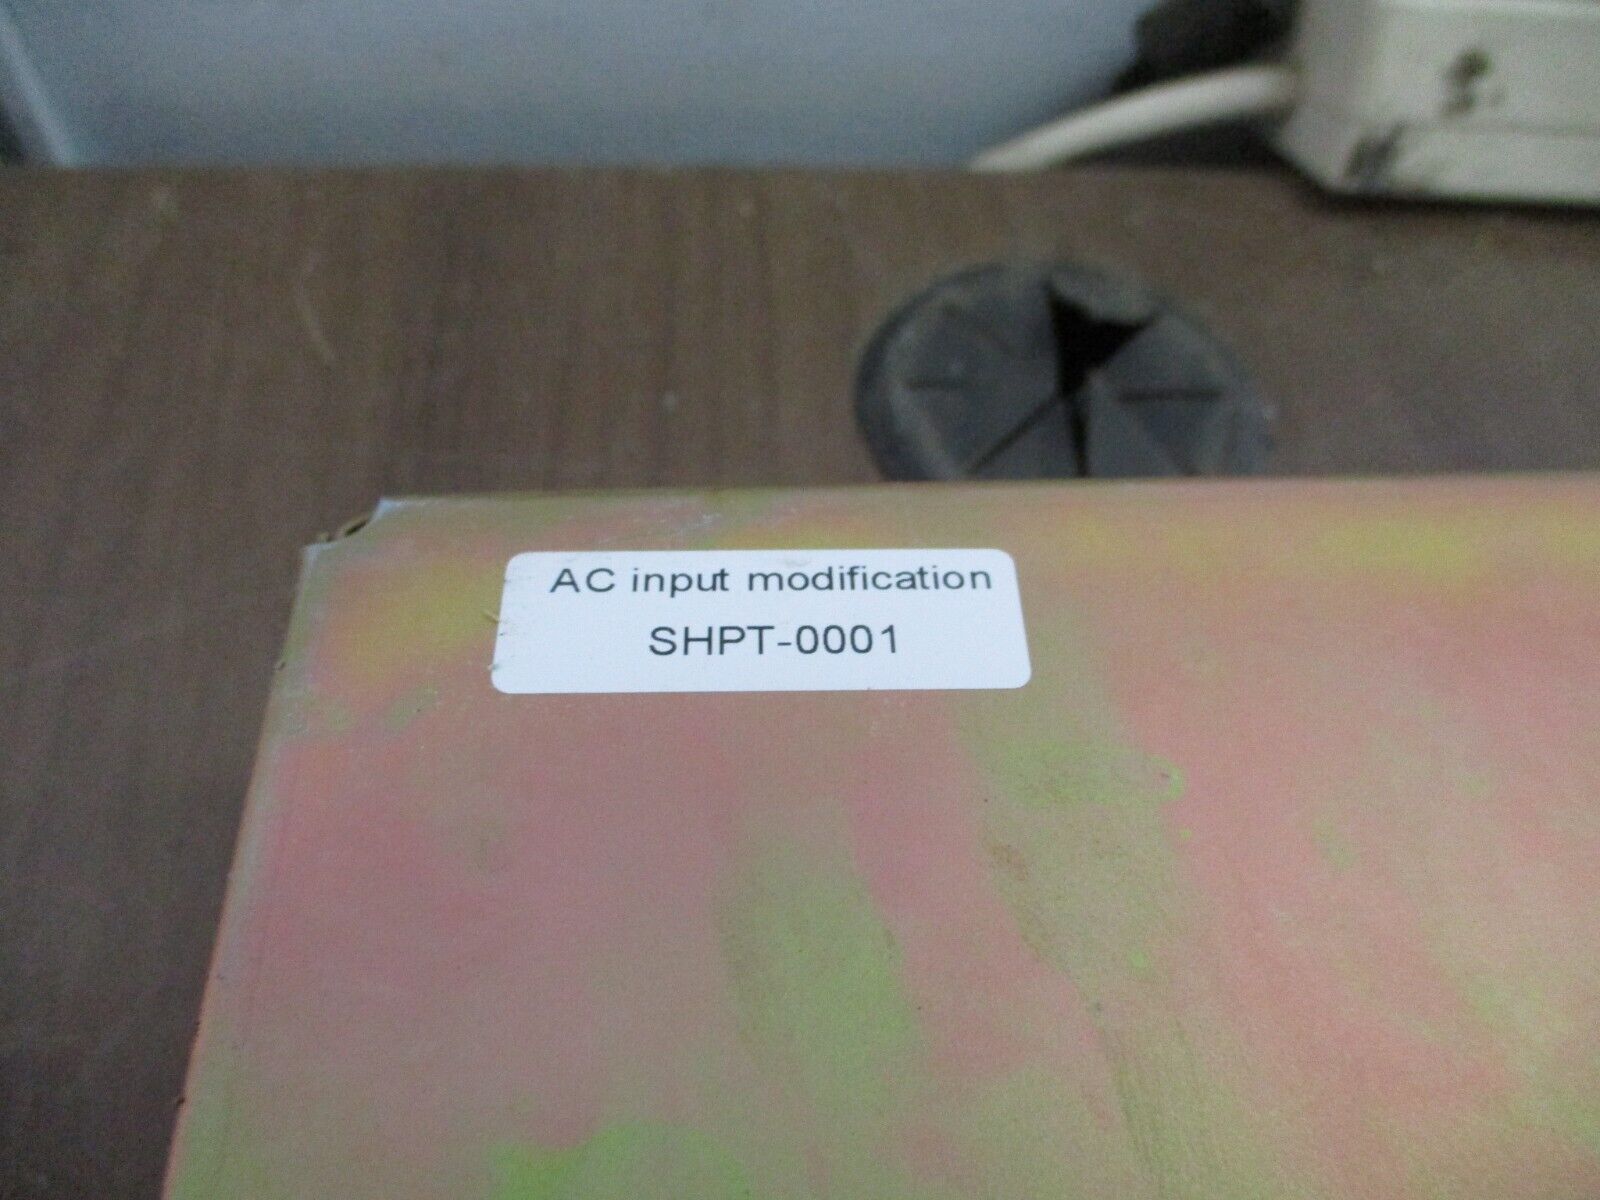 AC input modification
SHPT-0001